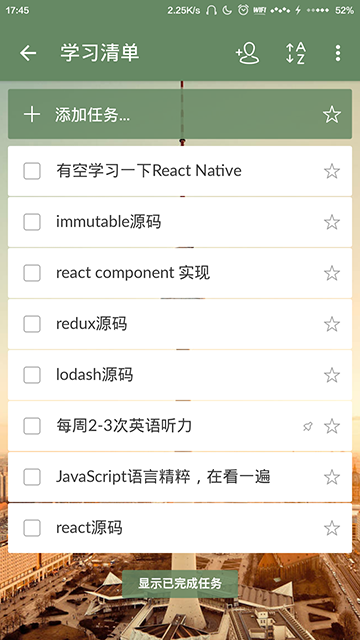 17:45
2.25K/s
WiFi
57%
学习清单
A
Z
添加任务...
有空学习一下React Native
immutable源码
react component 实现
redux源码
lodash源码
每周2-3次英语听力
JavaScript语言精粹，在看一遍
react源码
显示已完成任务